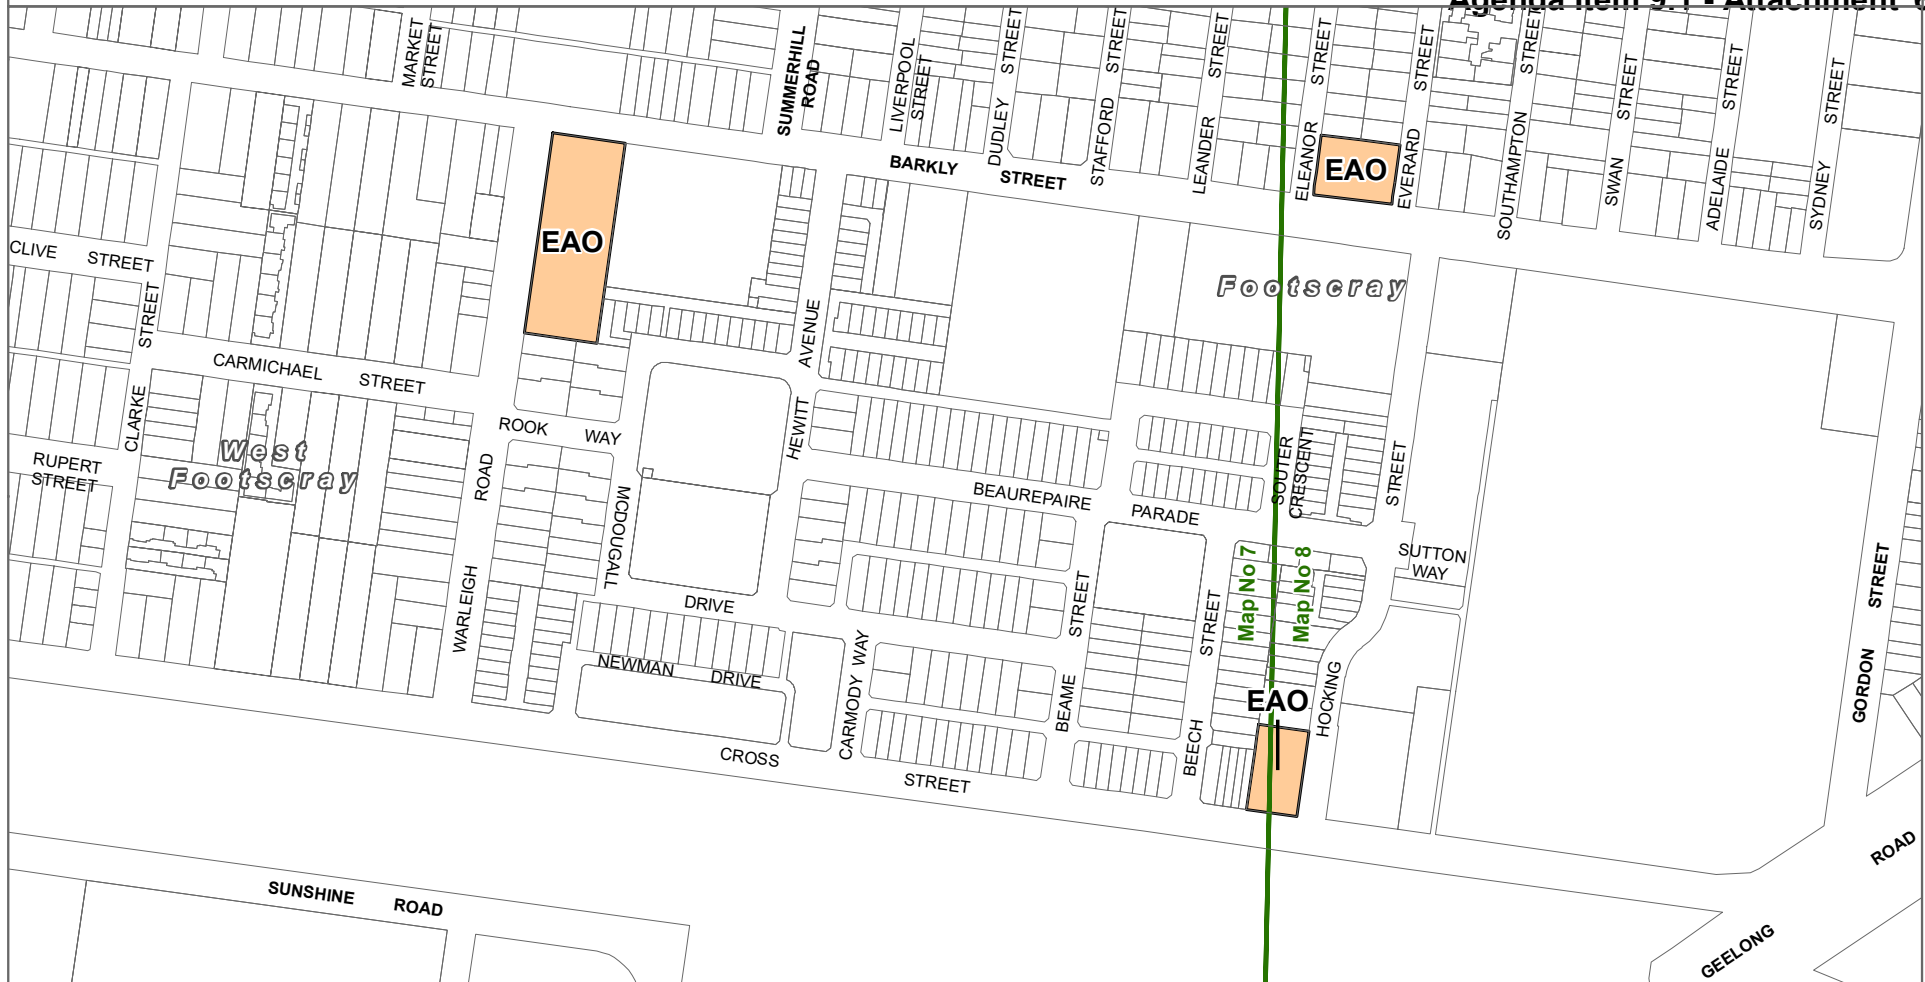 Agenda Item 9.1 - Attachment
MARKET
STREET
SUMMERHILL
ROAD
LIVERPOOL
STREET
DUDLEY STREET
STAFFORD STREET
LEANDER STREET
ELEANOR STREET
EVERARD STREET
SOUTHAMPTON STREET
SWAN STREET
ADELAIDE STREET
SYDNEY STREET
BARKLY STREET
EAO
EAO
CLIVE STREET
Footscray
CLARKE STREET
CARMICHAEL STREET
HEWITT AVENUE
ROOK WAY
West
Footscray
RUPERT
STREET
WARLEIGH ROAD
MCDOUGALL
DRIVE
BEAUREPAIRE PARADE
SOUTER
CRESCENT
HOCKING STREET
SUTTON
WAY
Map No 7
Map No 8
GORDON STREET
NEWMAN DRIVE
CARMODY WAY
BEAME STREET
BEECH STREET
EAO
CROSS STREET
SUNSHINE ROAD
GEELONG ROAD